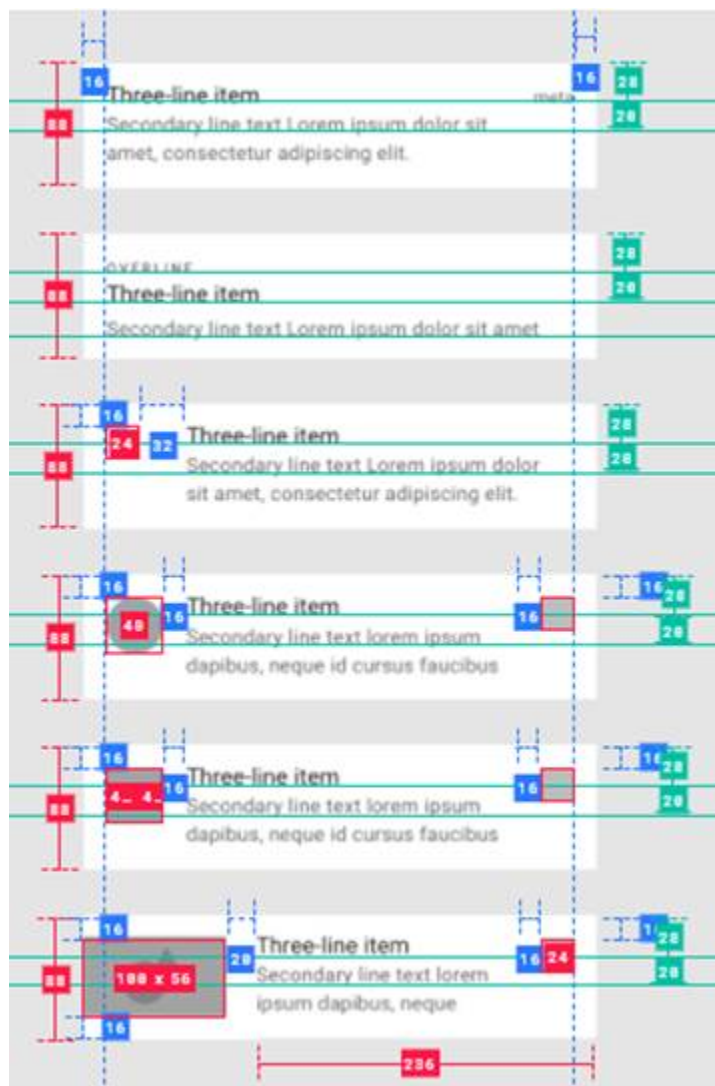 16
16
28
Three-line item
meta
88
28
Secondary line text Lorem ipsum dolor sit
amet, consectetur adipiscing elit.
28
OVERLINE
88
Three-line item
28
Secondary line text Lorem ipsum dolor sit amet
16
24
32
Three-line item
28
88
Secondary line text Lorem ipsum dolor
28
sit amet, consectetur adipiscing elit.
16
16
28
Three-line item
40
16
16
88
Secondary line text lorem ipsum
28
dapibus, neque id cursus faucibus
16
28
Three-line item
16
16
88
Secondary line text lorem ipsum
28
dapibus, neque id cursus faucibus
16
28
Three-line item
20
16
24
88
100 x 56
Secondary line text lorem
28
ipsum dapibus, neque
16
286